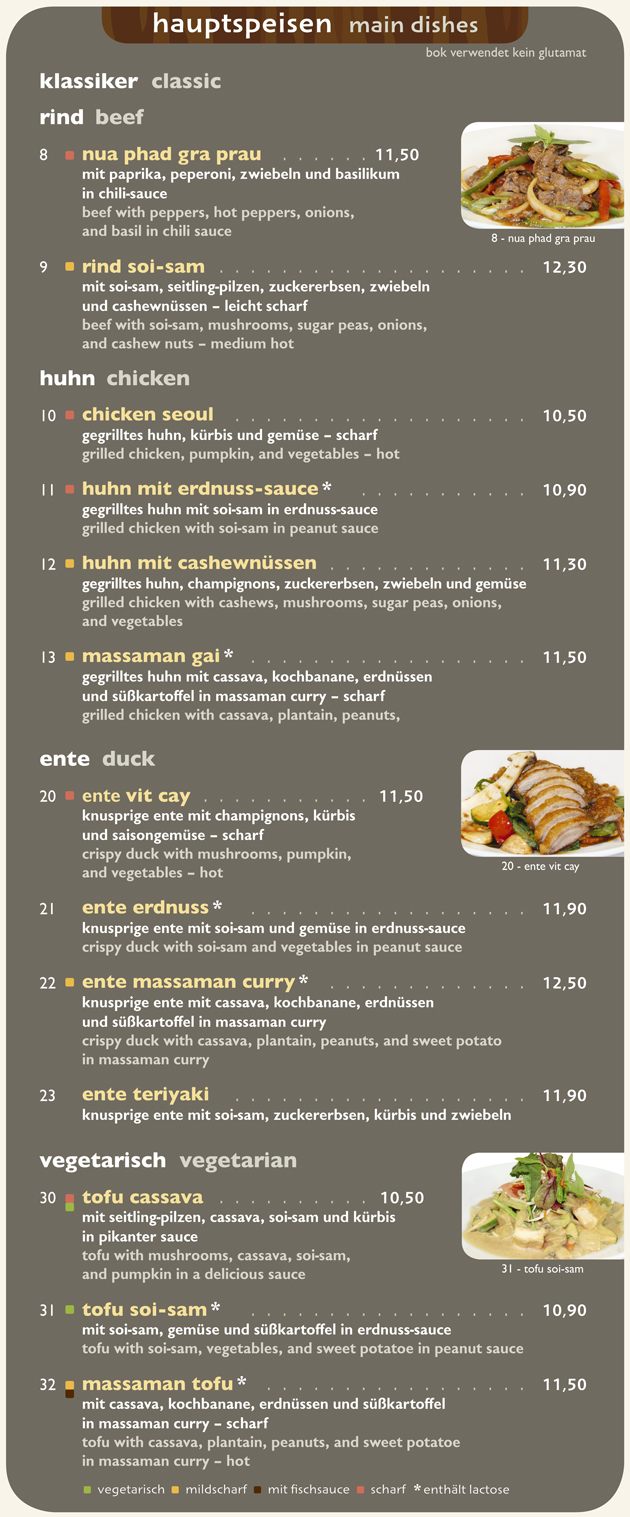 hauptspeisen main dishes
bok verwendet kein glutamat
klassiker classic
rind beef
8 nua phad gra prau . . . . . . 11,50
mit paprika, peperoni, zwiebeln und basilikum
in chili-sauce
beef with peppers, hot peppers, onions,
and basil in chili sauce
8 - nua phad gra prau
9 rind soi-sam . . . . . . . . . . . . . . . . . . . . 12,30
mit soi-sam, seitling-pilzen, zuckererbsen, zwiebeln
und cashewnüssen – leicht scharf
beef with soi-sam, mushrooms, sugar peas, onions,
and cashew nuts – medium hot
huhn chicken
10 chicken seoul . . . . . . . . . . . . . . . . . . . 10,50
gegrilltes huhn, kürbis und gemüse – scharf
grilled chicken, pumpkin, and vegetables – hot
11 huhn mit erdnuss-sauce * . . . . . . . . . . . 10,90
gegrilltes huhn mit soi-sam in erdnuss-sauce
grilled chicken with soi-sam in peanut sauce
12 huhn mit cashewnüssen . . . . . . . . . . . . . 11,30
gegrilltes huhn, champignons, zuckererbsen, zwiebeln und gemüse
grilled chicken with cashews, mushrooms, sugar peas, onions,
and vegetables
13 massaman gai * . . . . . . . . . . . . . . . . . . 11,50
gegrilltes huhn mit cassava, kochbanane, erdnüssen
und süßkartoffel in massaman curry – scharf
grilled chicken with cassava, plantain, peanuts,
ente duck
20 ente vit cay . . . . . . . . . . . 11,50
knusprige ente mit champignons, kürbis
und saisongemüse – scharf
crispy duck with mushrooms, pumpkin,
and vegetables – hot
20 - ente vit cay
21 ente erdnuss * . . . . . . . . . . . . . . . . . . 11,90
knusprige ente mit soi-sam und gemüse in erdnuss-sauce
crispy duck with soi-sam and vegetables in peanut sauce
22 ente massaman curry * . . . . . . . . . . . . . 12,50
knusprige ente mit cassava, kochbanane, erdnüssen
und süßkartoffel in massaman curry
crispy duck with cassava, plantain, peanuts, and sweet potato
in massaman curry
23 ente teriyaki . . . . . . . . . . . . . . . . . . . 11,90
knusprige ente mit soi-sam, zuckererbsen, kürbis und zwiebeln
vegetarisch vegetarian
30 tofu cassava . . . . . . . . . . 10,50
mit seitling-pilzen, cassava, soi-sam und kürbis
in pikanter sauce
tofu with mushrooms, cassava, soi-sam,
and pumpkin in a delicious sauce
31 - tofu soi-sam
31 tofu soi-sam * . . . . . . . . . . . . . . . . . . 10,90
mit soi-sam, gemüse und süßkartoffel in erdnuss-sauce
tofu with soi-sam, vegetables, and sweet potatoe in peanut sauce
32 massaman tofu * . . . . . . . . . . . . . . . . . 11,50
mit cassava, kochbanane, erdnüssen und süßkartoffel
in massaman curry – scharf
tofu with cassava, plantain, peanuts, and sweet potatoe
in massaman curry – hot
vegetarisch mildscharf mit fischsauce scharf * enthält lactose